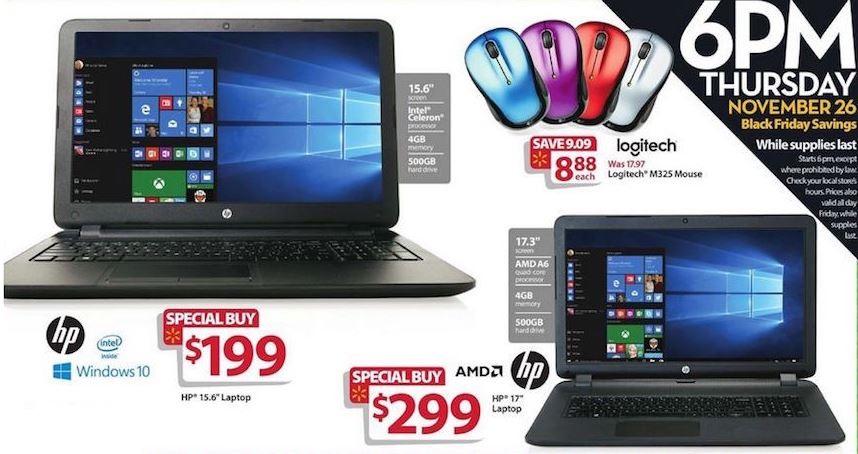 15.6"
screen
Intel®
Celeron®
processor
4GB
memory
500GB
hard drive
hp
intel
inside
Windows 10
SPECIAL BUY
$199
HP® 15.6" Laptop
SAVE 9.09
8.88
each
logitech
Was 17.97
Logitech® M325 Mouse
6PM
THURSDAY
NOVEMBER 26
Black Friday Savings
While supplies last
Starts 6 pm, except
where prohibited by law.
Check your local store's
hours. Prices also
valid all day
Friday, while
supplies
last.
17.3"
screen
AMD A6
quad-core
processor
4GB
memory
500GB
hard drive
SPECIAL BUY
$299
AMD
hp
HP® 17"
Laptop